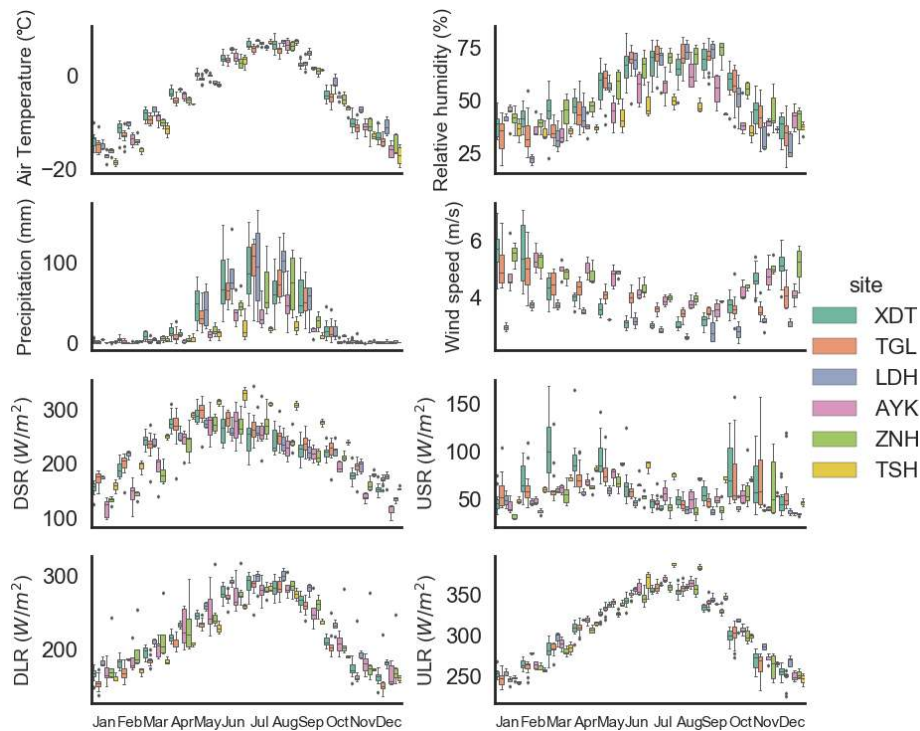 Air Temperature (℃)
0
−20
Relative humidity (%)
75
50
25
Precipitation (mm)
100
0
Wind speed (m/s)
6
4
site
XDT
TGL
LDH
AYK
ZNH
TSH
DSR (W/m²)
300
200
100
USR (W/m²)
150
100
50
DLR (W/m²)
300
200
ULR (W/m²)
350
300
250
Jan Feb Mar Apr May Jun Jul Aug Sep Oct Nov Dec
Jan Feb Mar Apr May Jun Jul Aug Sep Oct Nov Dec